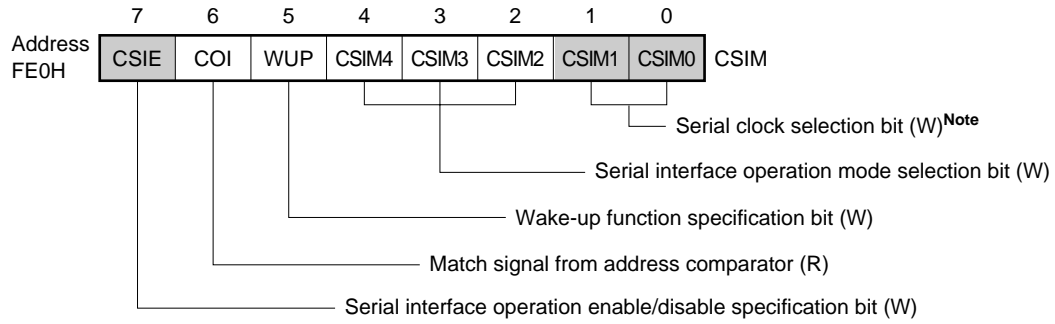 7 6 5 4 3 2 1 0
Address
FE0H
CSIE COI WUP CSIM4 CSIM3 CSIM2 CSIM1 CSIM0 CSIM
Serial clock selection bit (W)Note
Serial interface operation mode selection bit (W)
Wake-up function specification bit (W)
Match signal from address comparator (R)
Serial interface operation enable/disable specification bit (W)